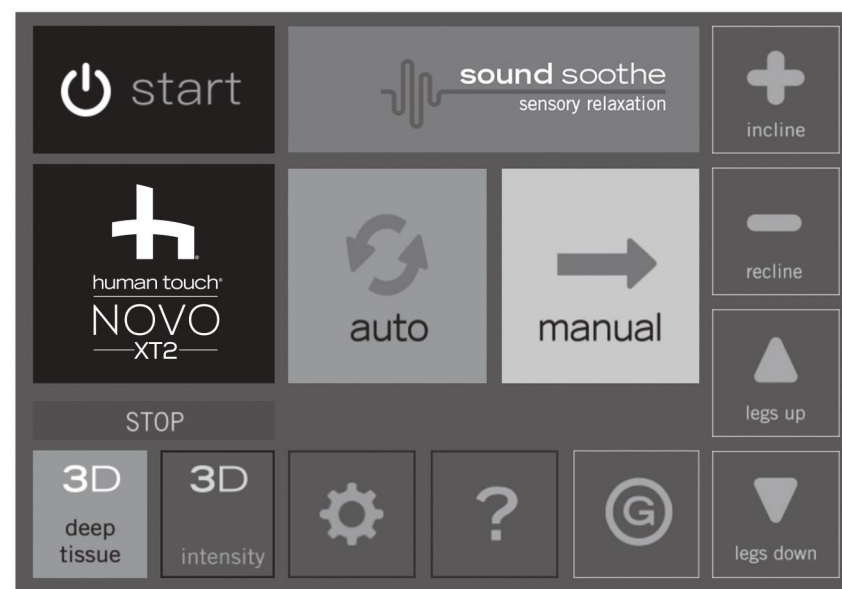 start
sound soothe
sensory relaxation
incline
human touch®
NOVO
XT2
auto
manual
recline
STOP
legs up
3D
deep
tissue
3D
intensity
?
G
legs down